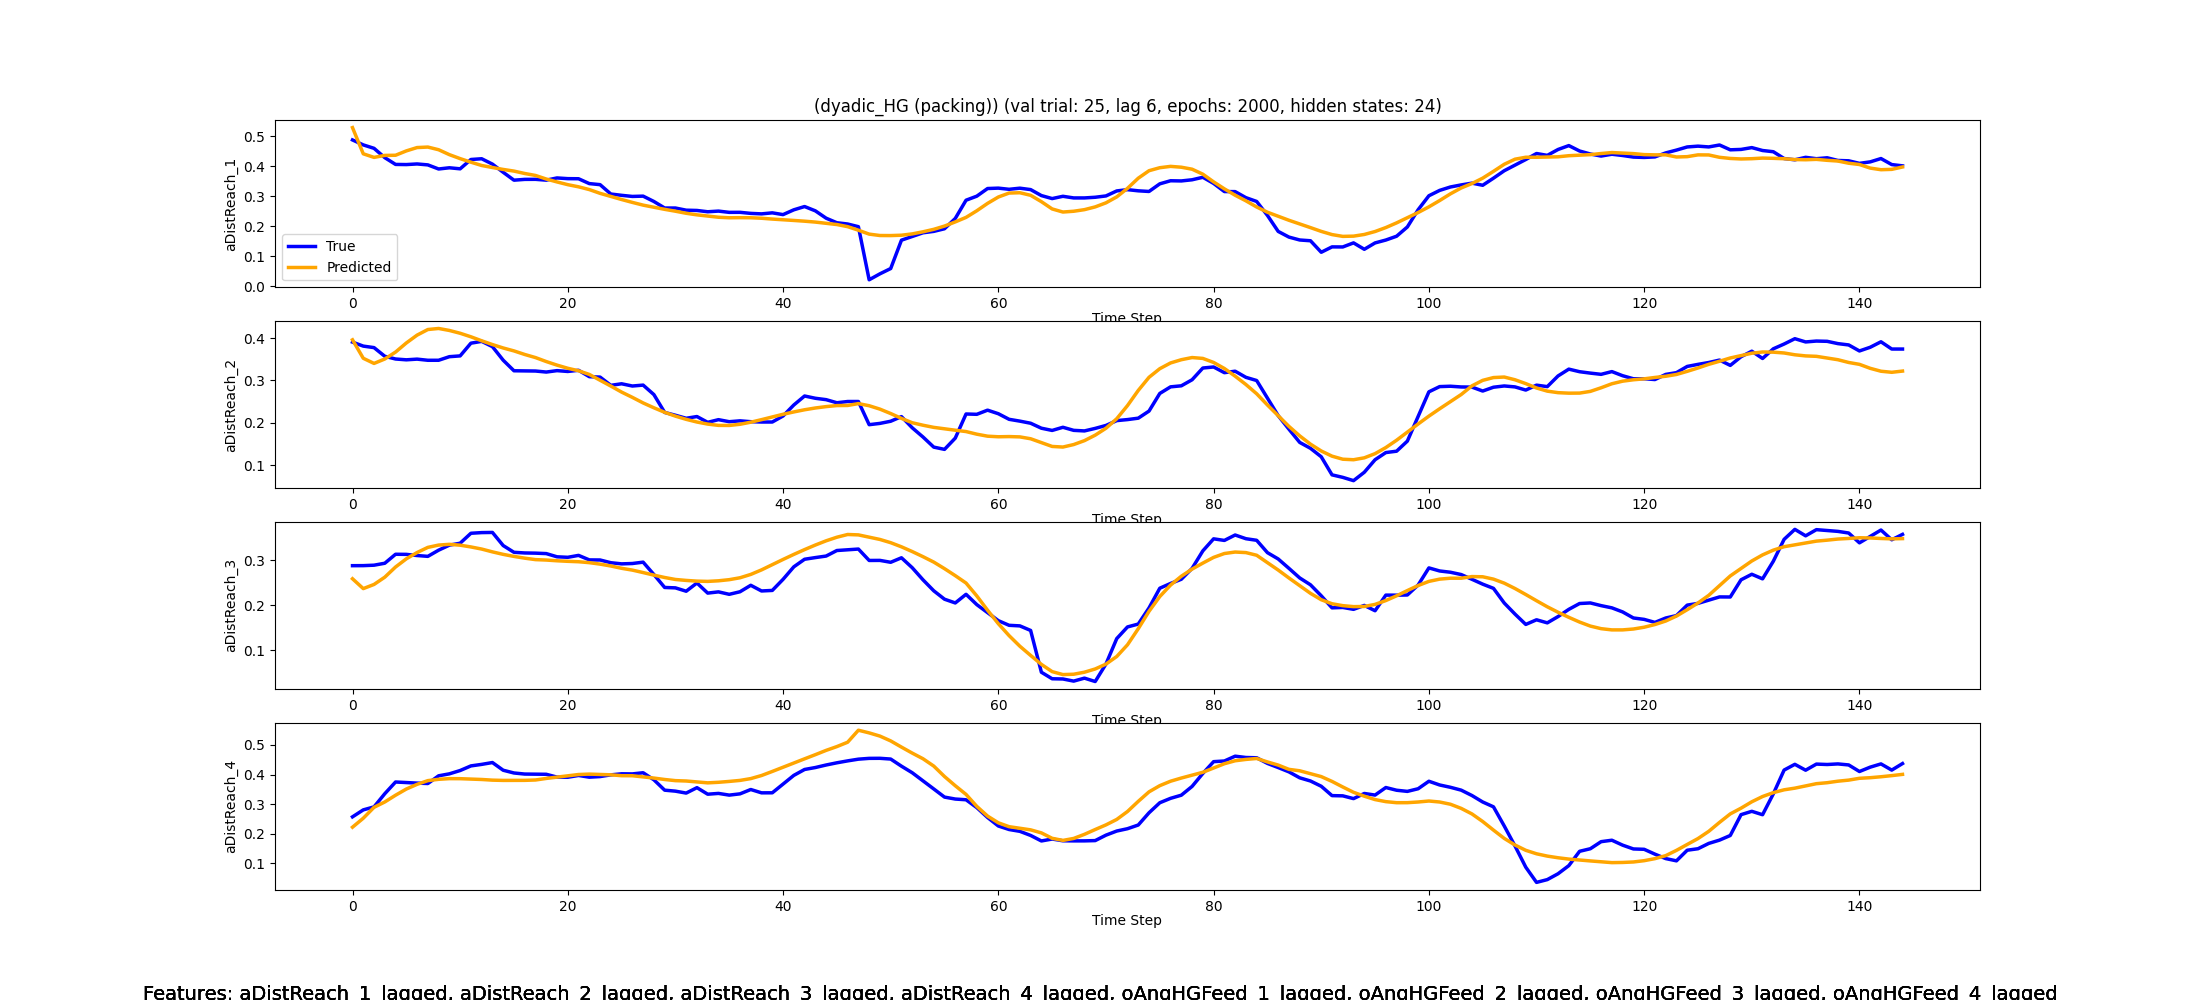 (dyadic_HG (packing)) (val trial: 25, lag 6, epochs: 2000, hidden states: 24)
aDistReach_1
0.5
0.4
0.3
0.2
0.1
0.0
True
Predicted
0 20 40 60 80 100 120 140
Time Step
aDistReach_2
0.4
0.3
0.2
0.1
0 20 40 60 80 100 120 140
Time Step
aDistReach_3
0.3
0.2
0.1
0 20 40 60 80 100 120 140
Time Step
aDistReach_4
0.5
0.4
0.3
0.2
0.1
0 20 40 60 80 100 120 140
Time Step
Features: aDistReach_1_lagged, aDistReach_2_lagged, aDistReach_3_lagged, aDistReach_4_lagged, oAngHGFeed_1_lagged, oAngHGFeed_2_lagged, oAngHGFeed_3_lagged, oAngHGFeed_4_lagged